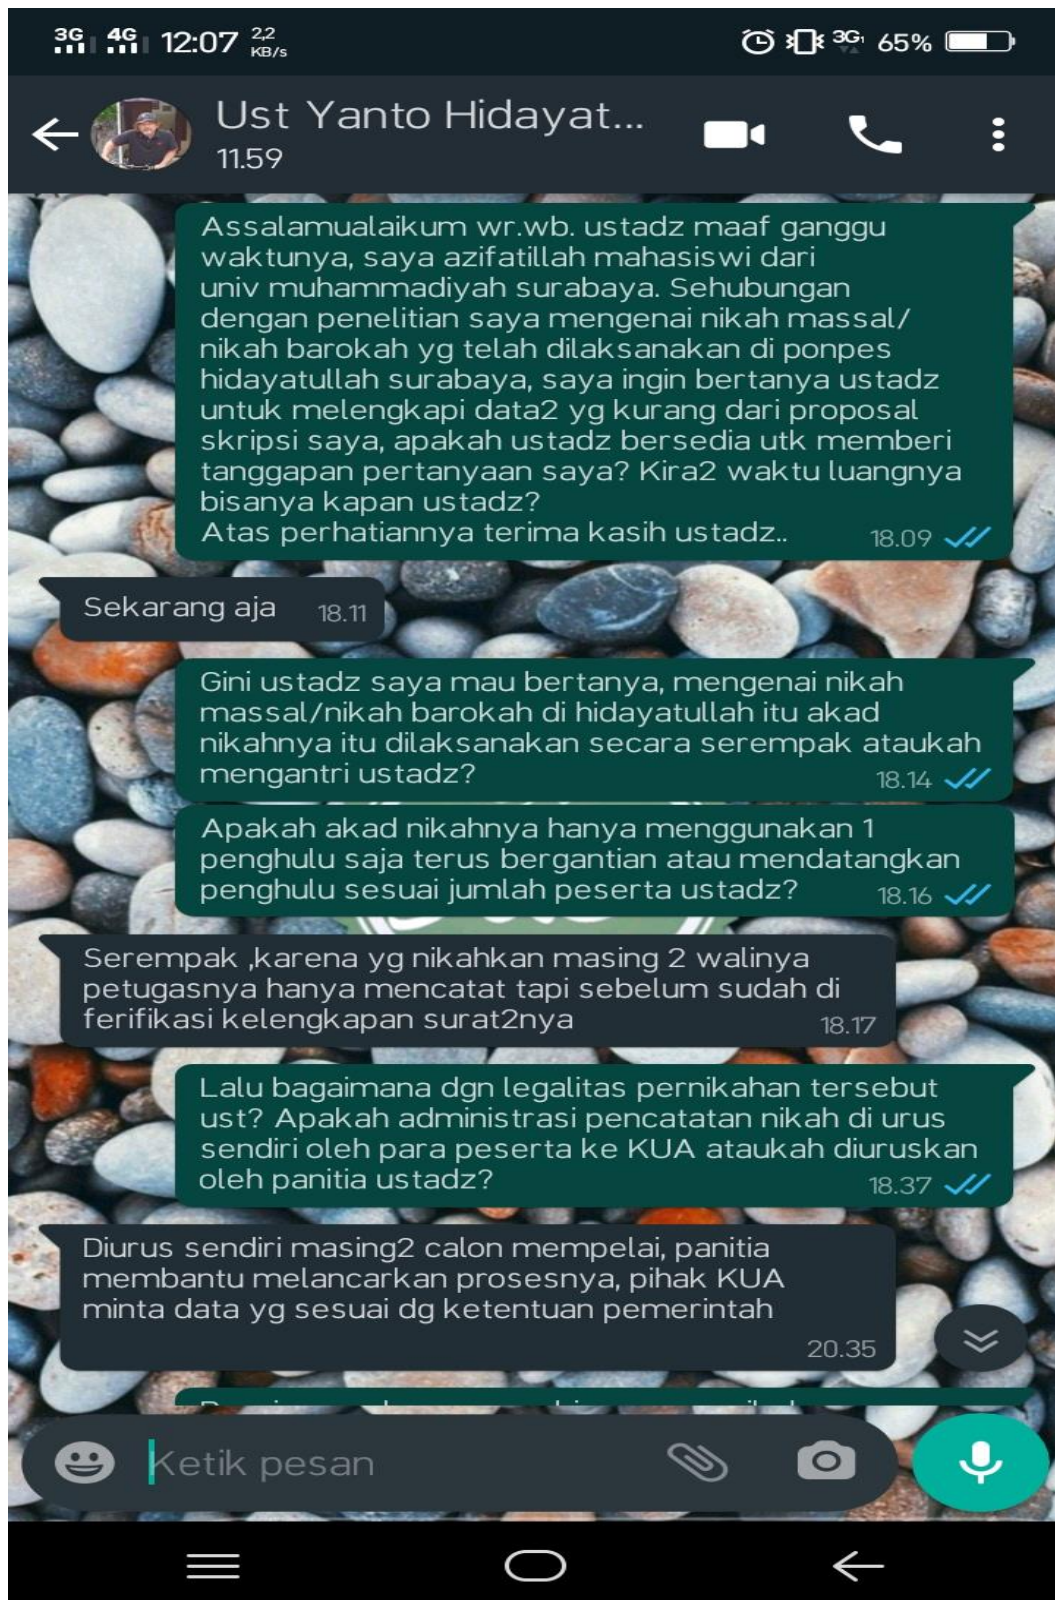 3G 4G 12:07 2,2 KB/s 3G 65%
Ust Yanto Hidayat...
11.59
Assalamualaikum wr.wb. ustadz maaf ganggu
waktunya, saya azifatillah mahasiswi dari
univ muhammadiyah surabaya. Sehubungan
dengan penelitian saya mengenai nikah massal/
nikah barokah yg telah dilaksanakan di ponpes
hidayatullah surabaya, saya ingin bertanya ustadz
untuk melengkapi data2 yg kurang dari proposal
skripsi saya, apakah ustadz bersedia utk memberi
tanggapan pertanyaan saya? Kira2 waktu luangnya
bisanya kapan ustadz?
Atas perhatiannya terima kasih ustadz.. 18.09
Sekarang aja 18.11
Gini ustadz saya mau bertanya, mengenai nikah
massal/nikah barokah di hidayatullah itu akad
nikahnya itu dilaksanakan secara serempak ataukah
mengantri ustadz? 18.14
Apakah akad nikahnya hanya menggunakan 1
penghulu saja terus bergantian atau mendatangkan
penghulu sesuai jumlah peserta ustadz? 18.16
Serempak ,karena yg nikahkan masing 2 walinya
petugasnya hanya mencatat tapi sebelum sudah di
ferifikasi kelengkapan surat2nya 18.17
Lalu bagaimana dgn legalitas pernikahan tersebut
ust? Apakah administrasi pencatatan nikah di urus
sendiri oleh para peserta ke KUA ataukah diuruskan
oleh panitia ustadz? 18.37
Diurus sendiri masing2 calon mempelai, panitia
membantu melancarkan prosesnya, pihak KUA
minta data yg sesuai dg ketentuan pemerintah
20.35
Ketik pesan